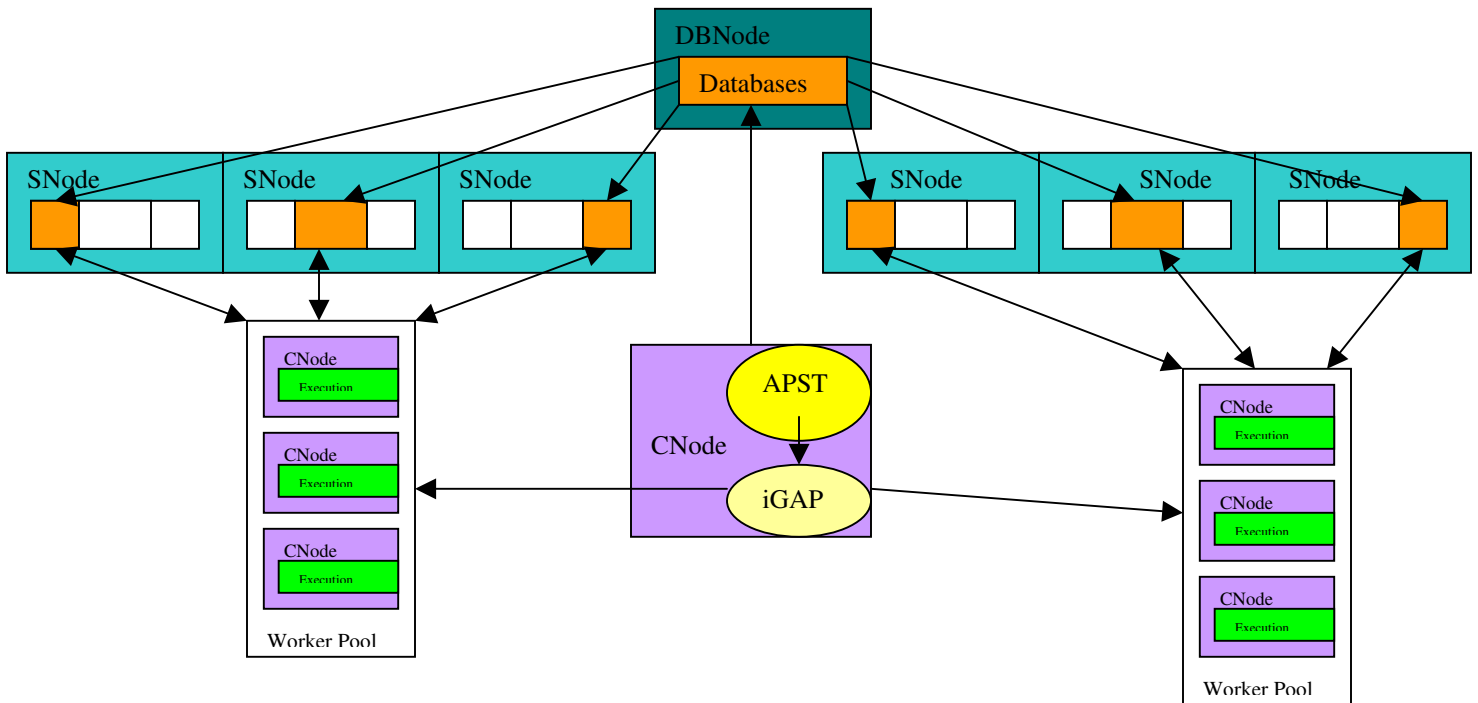 DBNode
Databases
SNode
SNode
SNode
SNode
SNode
SNode
CNode
Execution
CNode
Execution
CNode
Execution
Worker Pool
APST
CNode
iGAP
CNode
Execution
CNode
Execution
CNode
Execution
Worker Pool